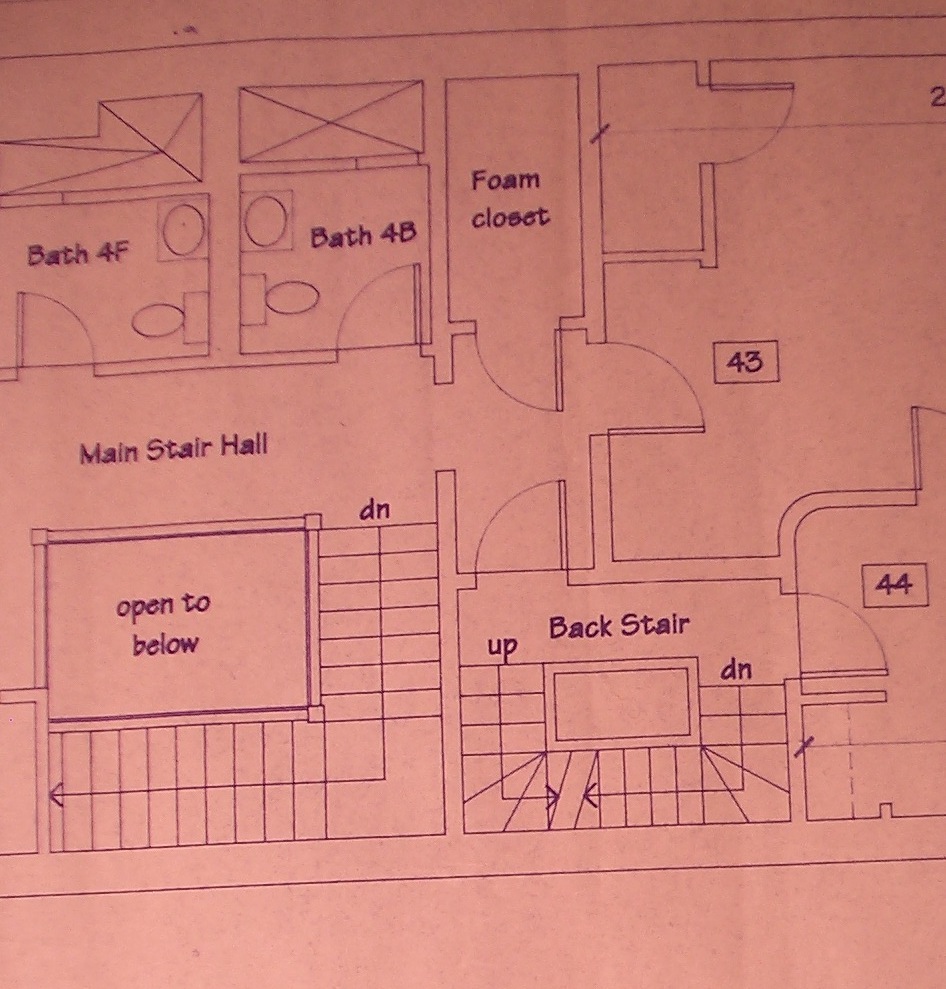 2
Foam
closet
Bath 4F
Bath 4B
43
Main Stair Hall
dn
open to
below
44
Back Stair
up
dn